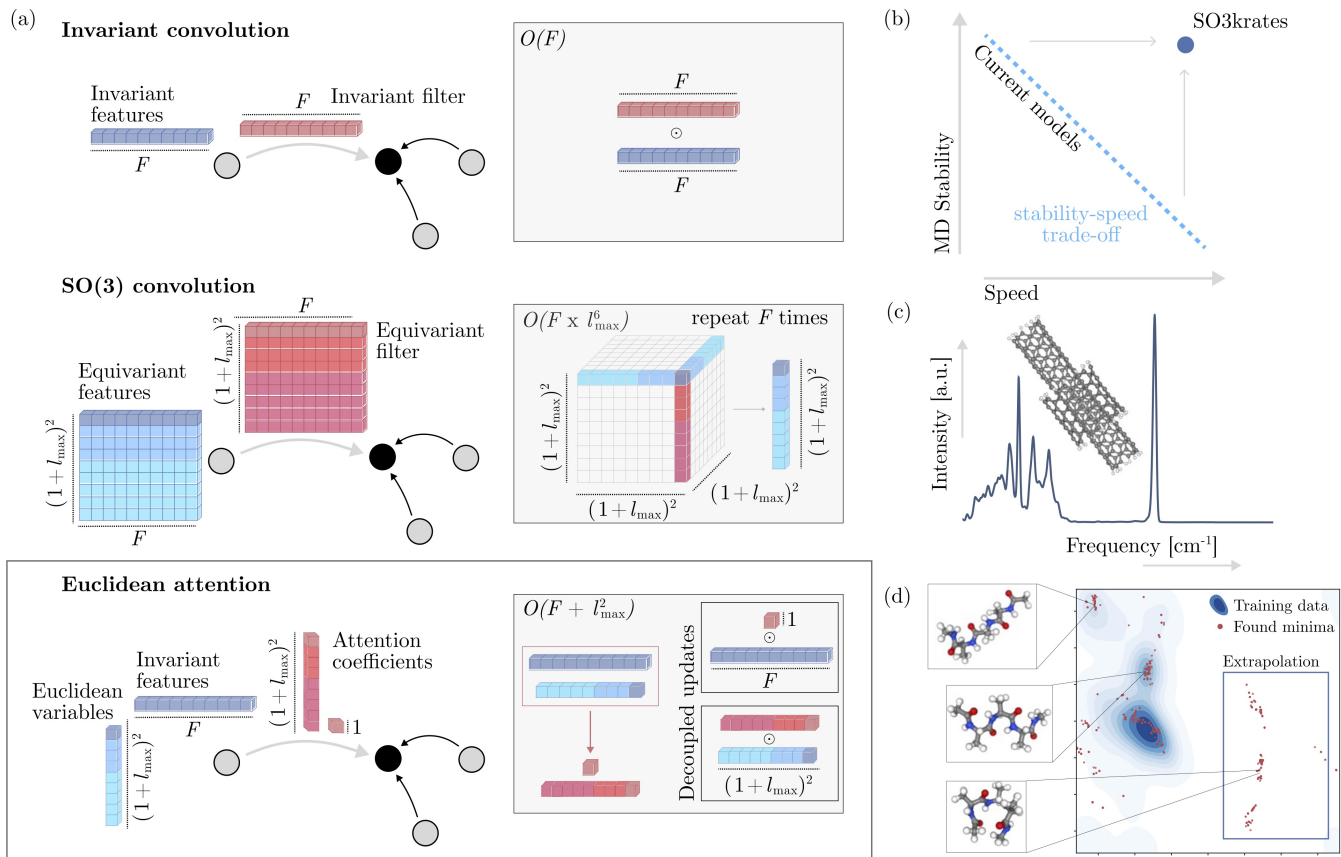 (a)
Invariant convolution
Invariant
features
F
F
Invariant filter
O(F)
F
⊙
F
SO(3) convolution
Equivariant
features
(1 + l_max)^2
F
F
(1 + l_max)^2
Equivariant
filter
O(F x l_max^6)
repeat F times
(1 + l_max)^2
(1 + l_max)^2
(1 + l_max)^2
(1 + l_max)^2
Euclidean attention
Euclidean
variables
(1 + l_max)^2
Invariant
features
F
(1 + l_max)^2
Attention
coefficients
1
O(F + l_max^2)
Decoupled updates
1
⊙
F
⊙
(1 + l_max)^2
(b)
SO3krates
Current models
stability-speed
trade-off
MD Stability
Speed
(c)
Intensity [a.u.]
Frequency [cm^-1]
(d)
Training data
Found minima
Extrapolation